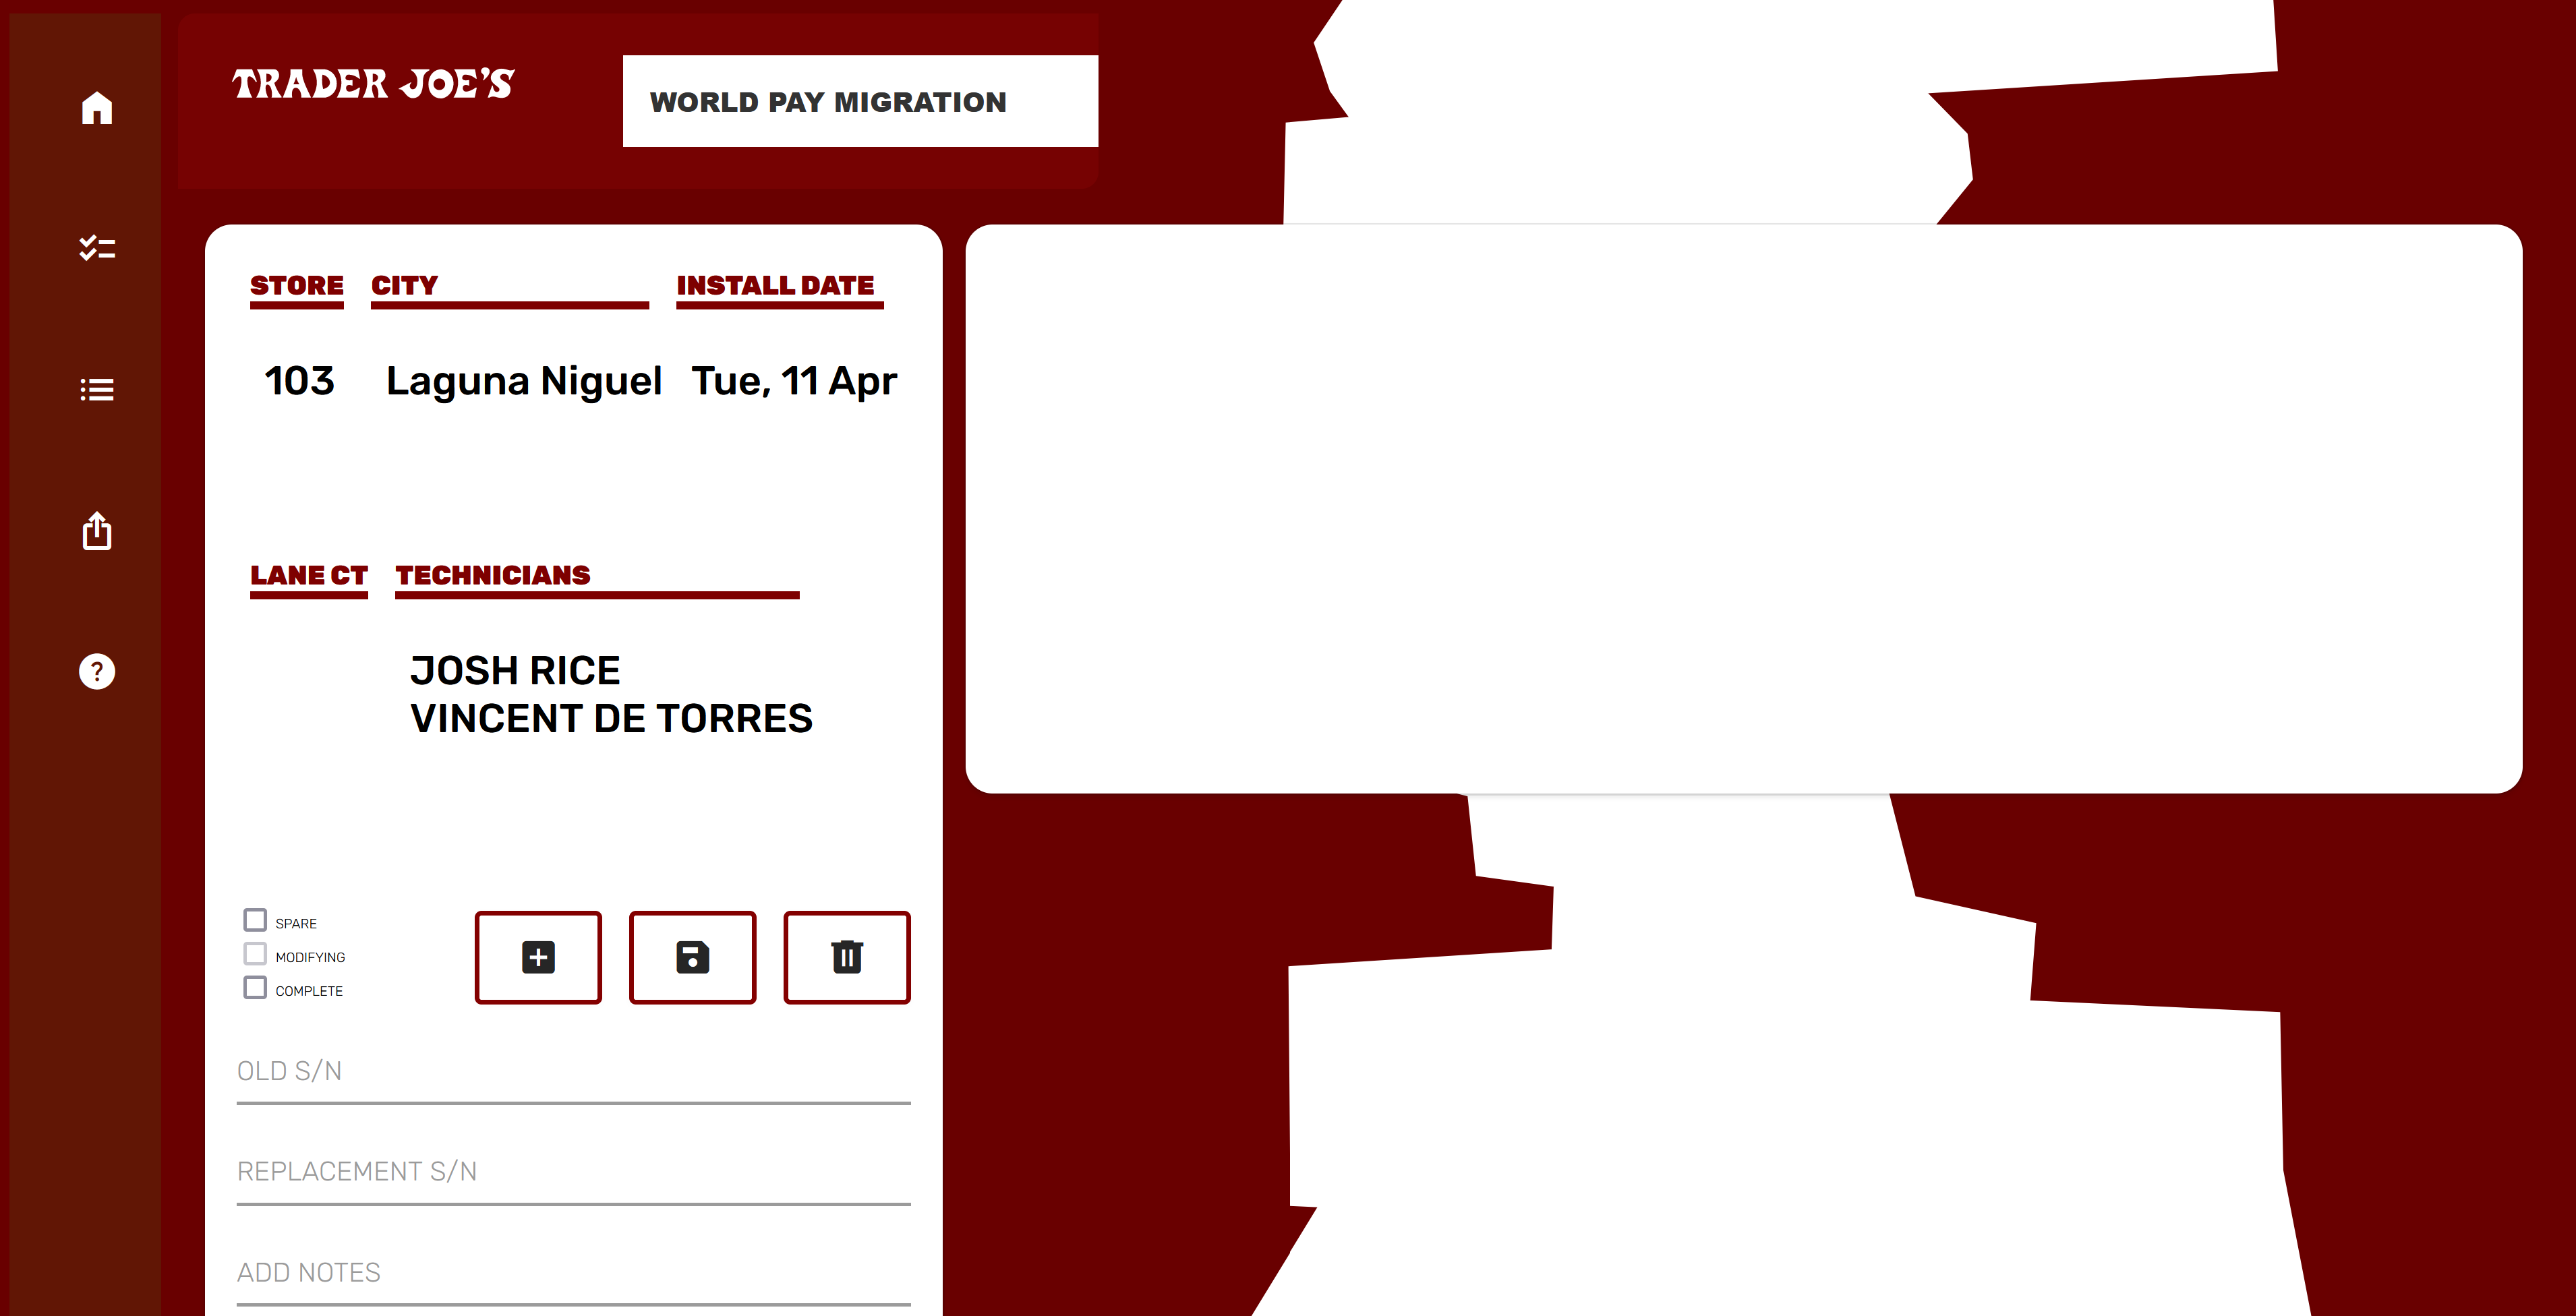 TRADER JOE'S
WORLD PAY MIGRATION
STORE CITY INSTALL DATE
103 Laguna Niguel Tue, 11 Apr
LANE CT TECHNICIANS
JOSH RICE
VINCENT DE TORRES
SPARE
MODIFYING
COMPLETE
OLD S/N
REPLACEMENT S/N
ADD NOTES